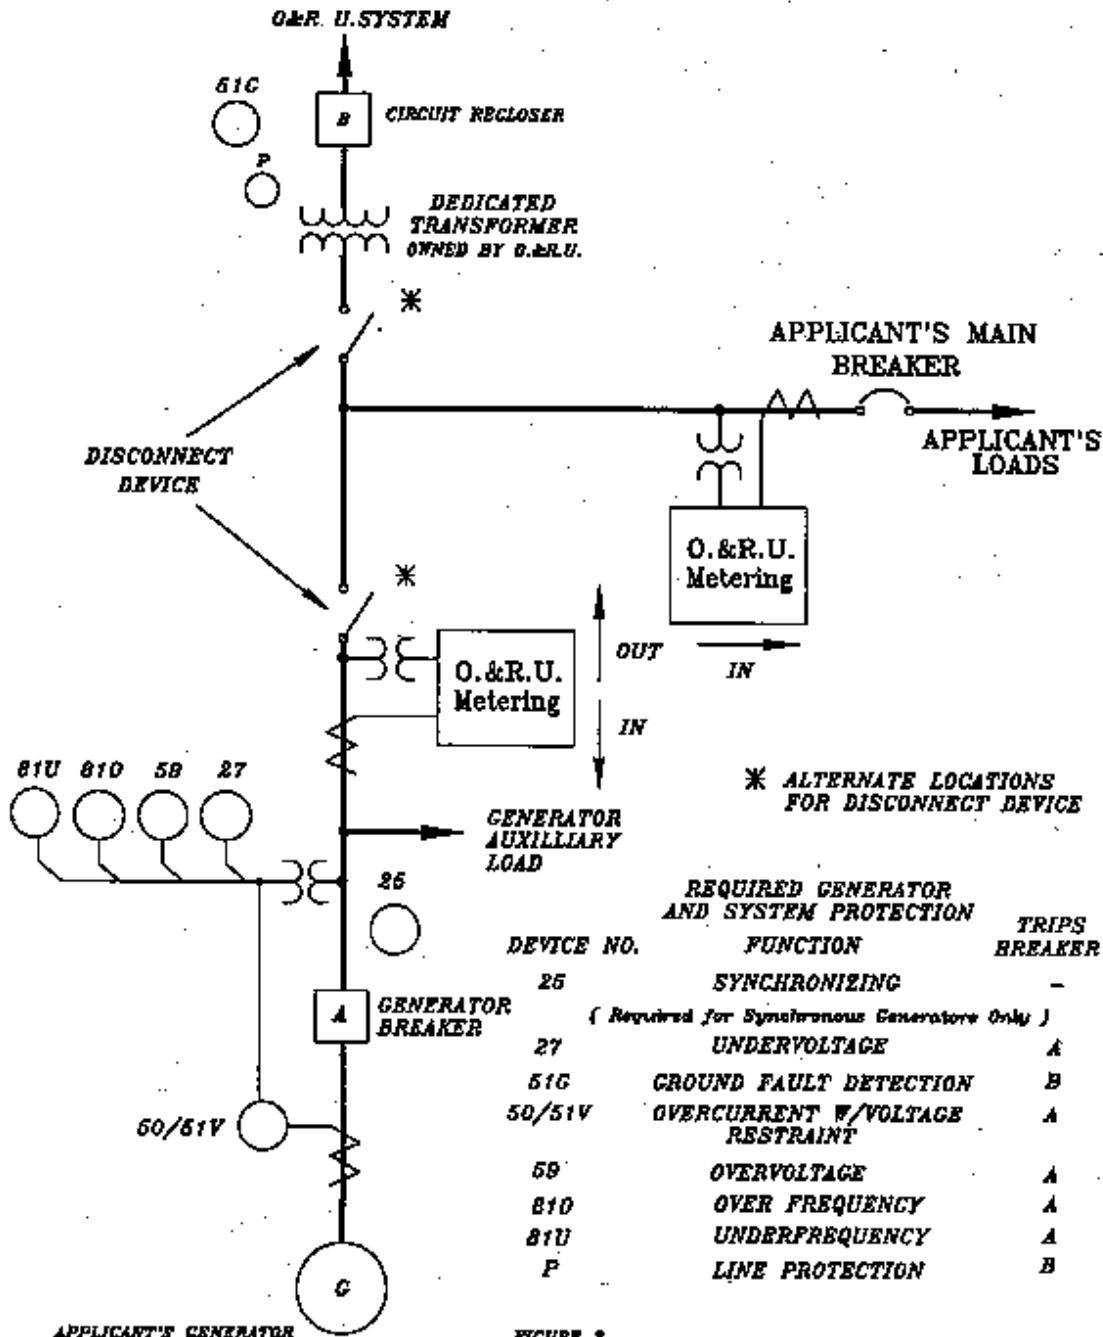 O&R. U.SYSTEM
51G
B
CIRCUIT RECLOSER
P
DEDICATED
TRANSFORMER
OWNED BY O.&R.U.
*
APPLICANT'S MAIN
BREAKER
APPLICANT'S
LOADS
DISCONNECT
DEVICE
O.&R.U.
Metering
IN
*
O.&R.U.
Metering
OUT
IN
81U 81O 59 27
* ALTERNATE LOCATIONS
FOR DISCONNECT DEVICE
GENERATOR
AUXILLIARY
LOAD
25
A
GENERATOR
BREAKER
50/51V
G
APPLICANT'S GENERATOR
REQUIRED GENERATOR
AND SYSTEM PROTECTION
DEVICE NO. FUNCTION TRIPS BREAKER
25 SYNCHRONIZING -
( Required for Synchronous Generators Only )
27 UNDERVOLTAGE A
51G GROUND FAULT DETECTION B
50/51V OVERCURRENT W/VOLTAGE A
RESTRAINT
59 OVERVOLTAGE A
81O OVER FREQUENCY A
81U UNDERFREQUENCY A
P LINE PROTECTION B
FIGURE